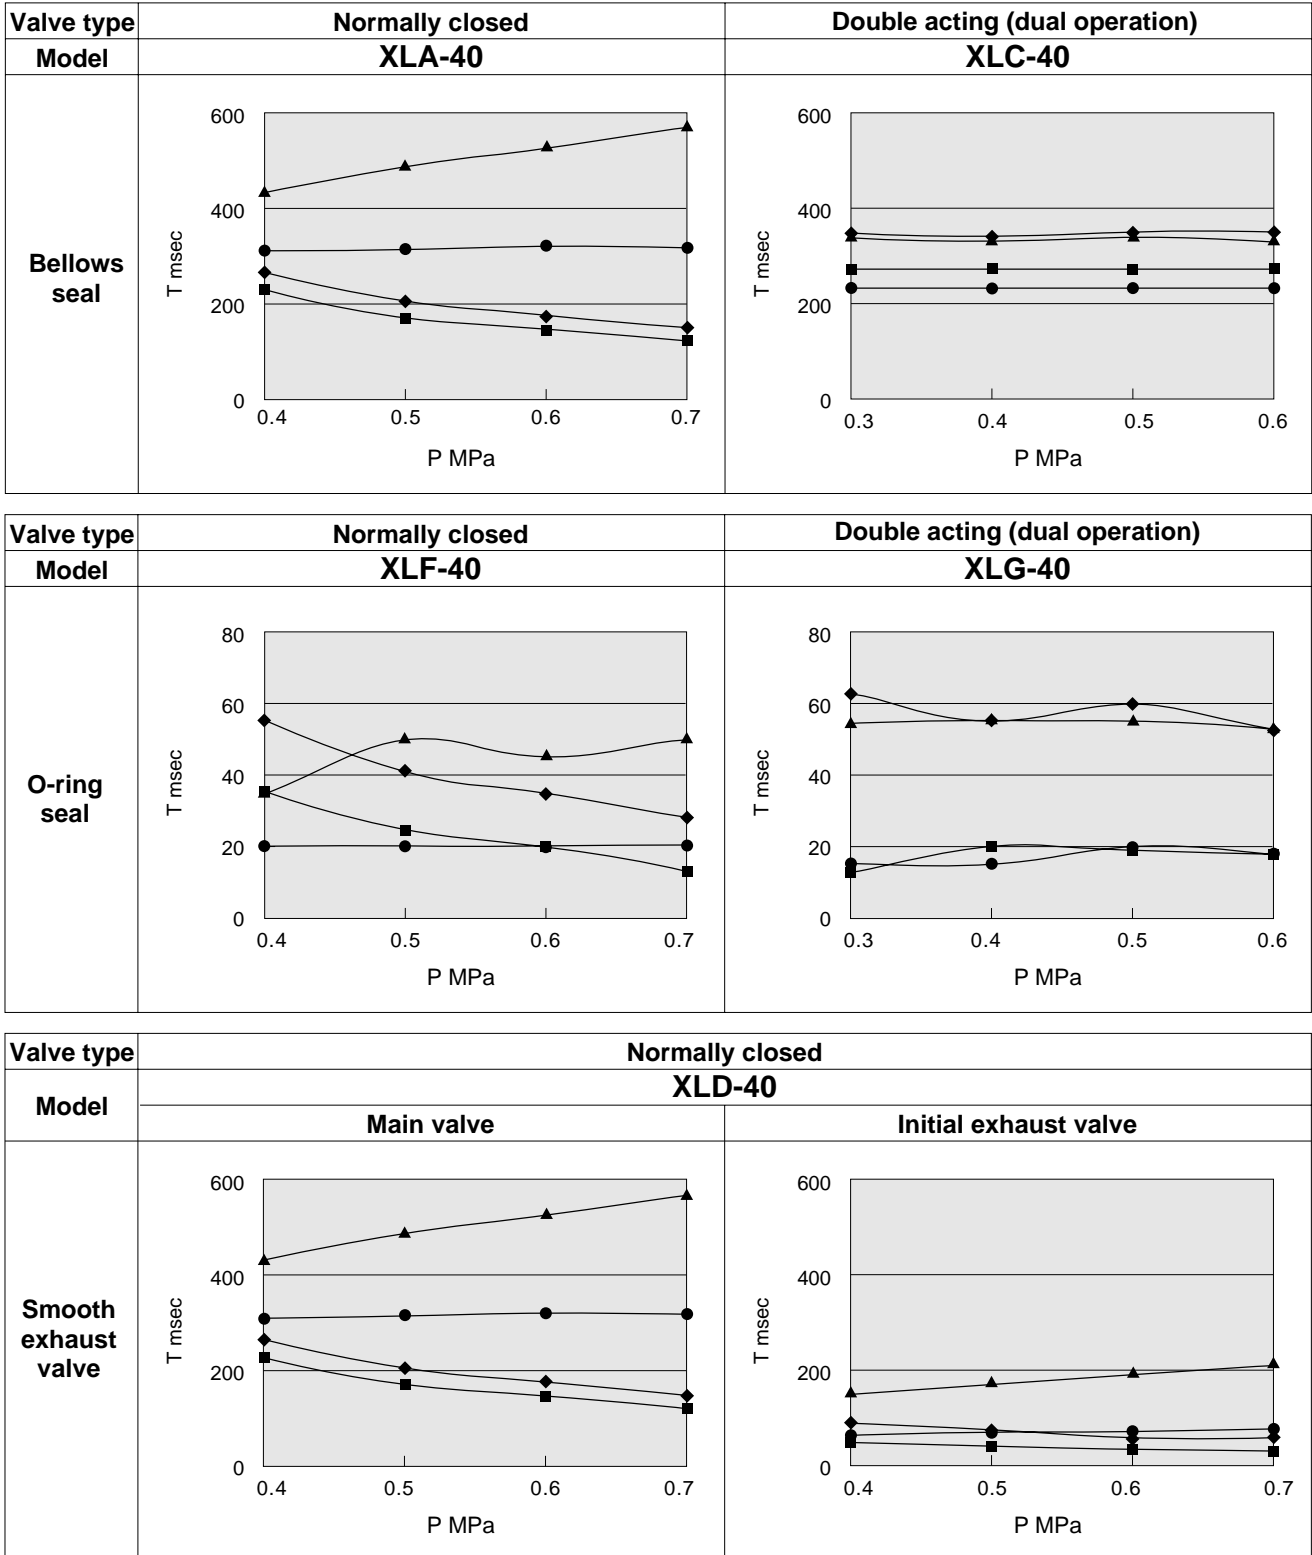 Valve type Normally closed Double acting (dual operation)
Model XLA-40 XLC-40
Bellows
seal
600
400
200
0
T msec
0.4 0.5 0.6 0.7
P MPa
600
400
200
0
T msec
0.3 0.4 0.5 0.6
P MPa
Valve type Normally closed Double acting (dual operation)
Model XLF-40 XLG-40
O-ring
seal
80
60
40
20
0
T msec
0.4 0.5 0.6 0.7
P MPa
80
60
40
20
0
T msec
0.3 0.4 0.5 0.6
P MPa
Valve type Normally closed
Model XLD-40
Main valve Initial exhaust valve
Smooth
exhaust
valve
600
400
200
0
T msec
0.4 0.5 0.6 0.7
P MPa
600
400
200
0
T msec
0.4 0.5 0.6 0.7
P MPa